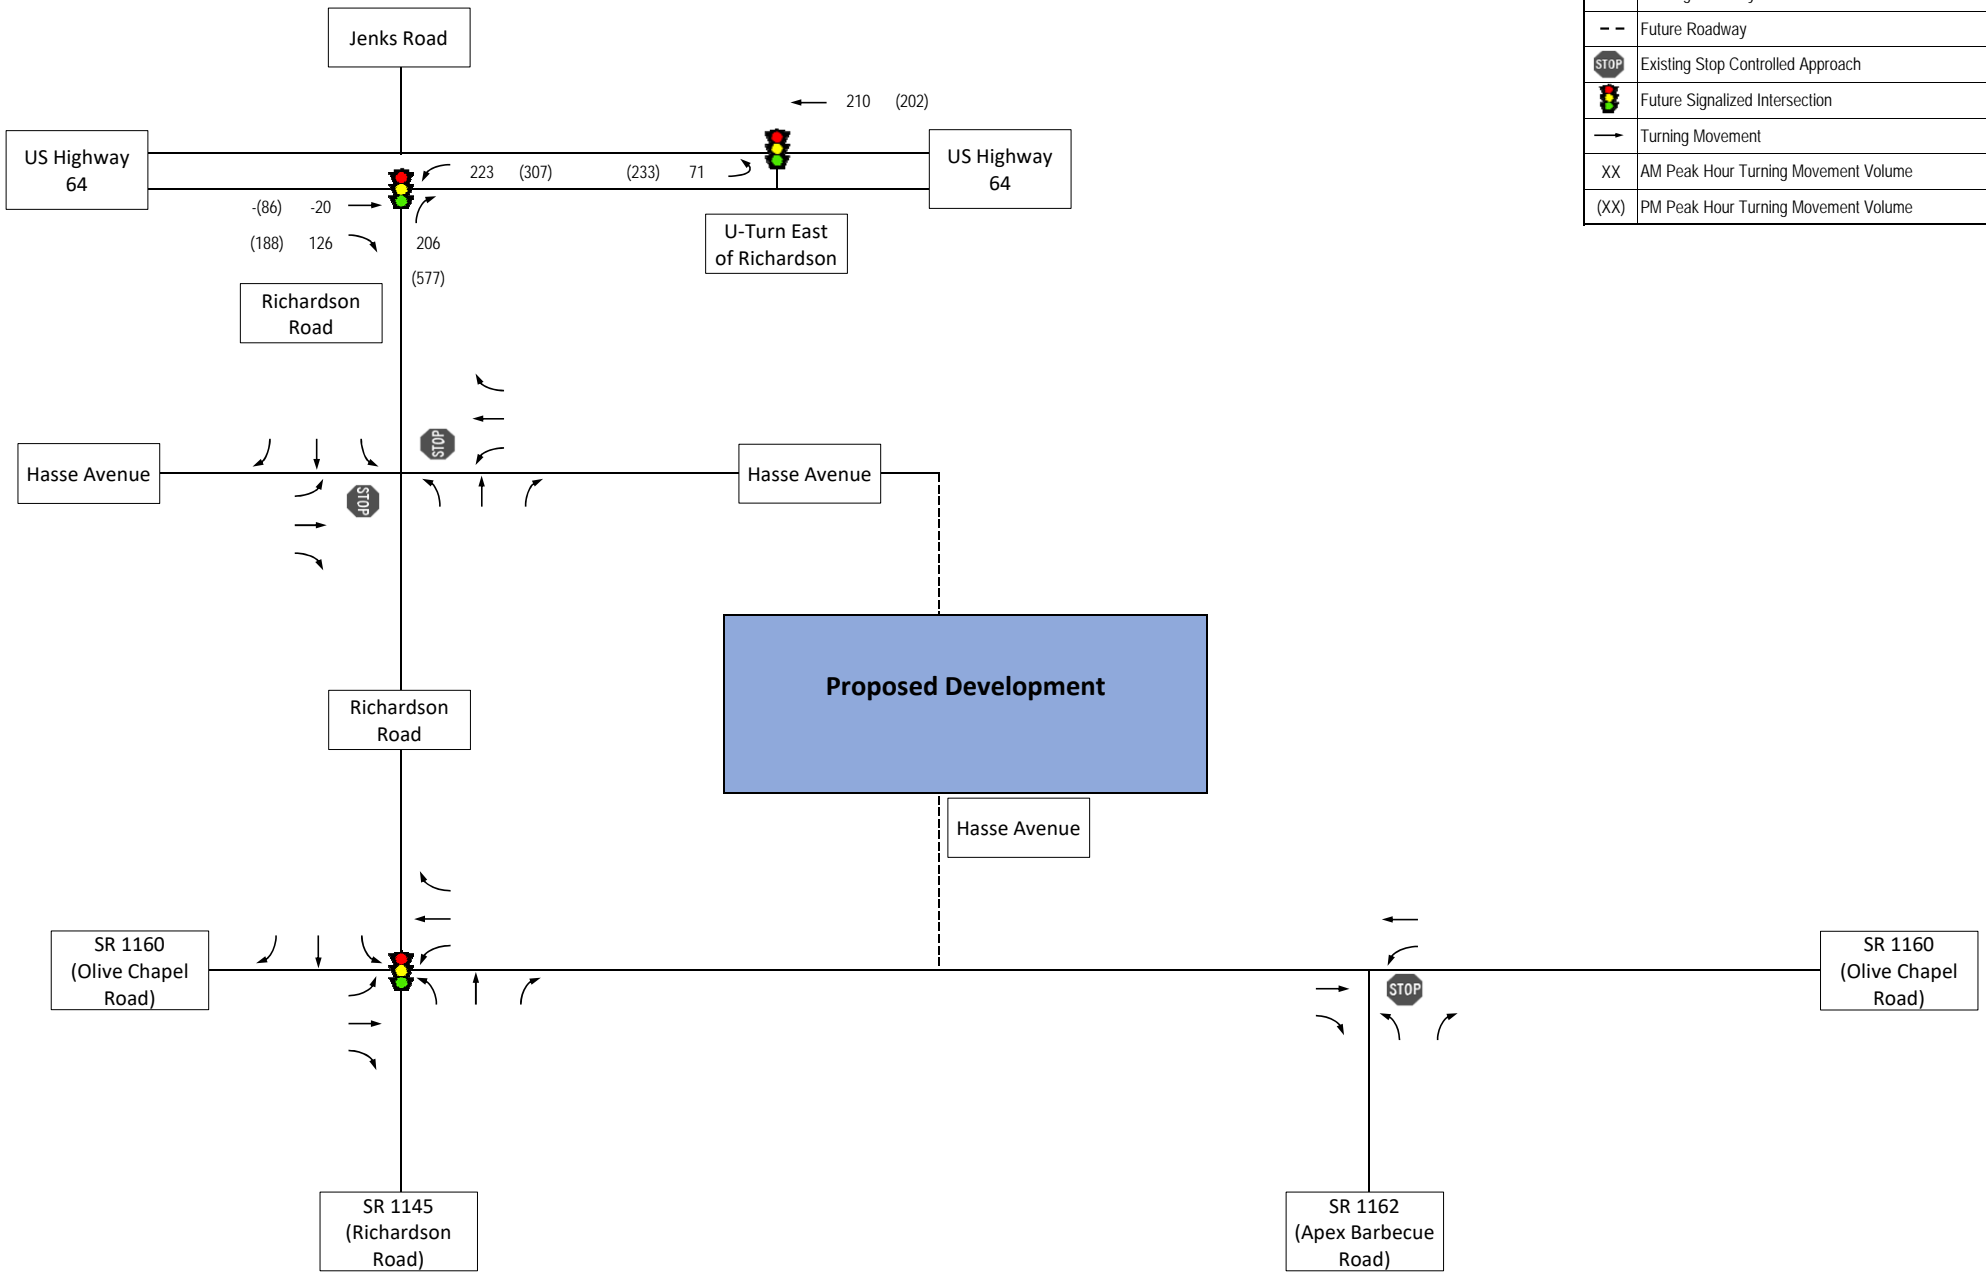 Jenks Road
-- Future Roadway
STOP Existing Stop Controlled Approach
Future Signalized Intersection
Turning Movement
XX AM Peak Hour Turning Movement Volume
(XX) PM Peak Hour Turning Movement Volume
210 (202)
US Highway
64
223 (307) (233) 71
US Highway
64
-(86) -20
(188) 126
206
(577)
U-Turn East
of Richardson
Richardson
Road
STOP
Hasse Avenue
STOP
Hasse Avenue
Proposed Development
Richardson
Road
Hasse Avenue
SR 1160
(Olive Chapel
Road)
STOP
SR 1160
(Olive Chapel
Road)
SR 1145
(Richardson
Road)
SR 1162
(Apex Barbecue
Road)